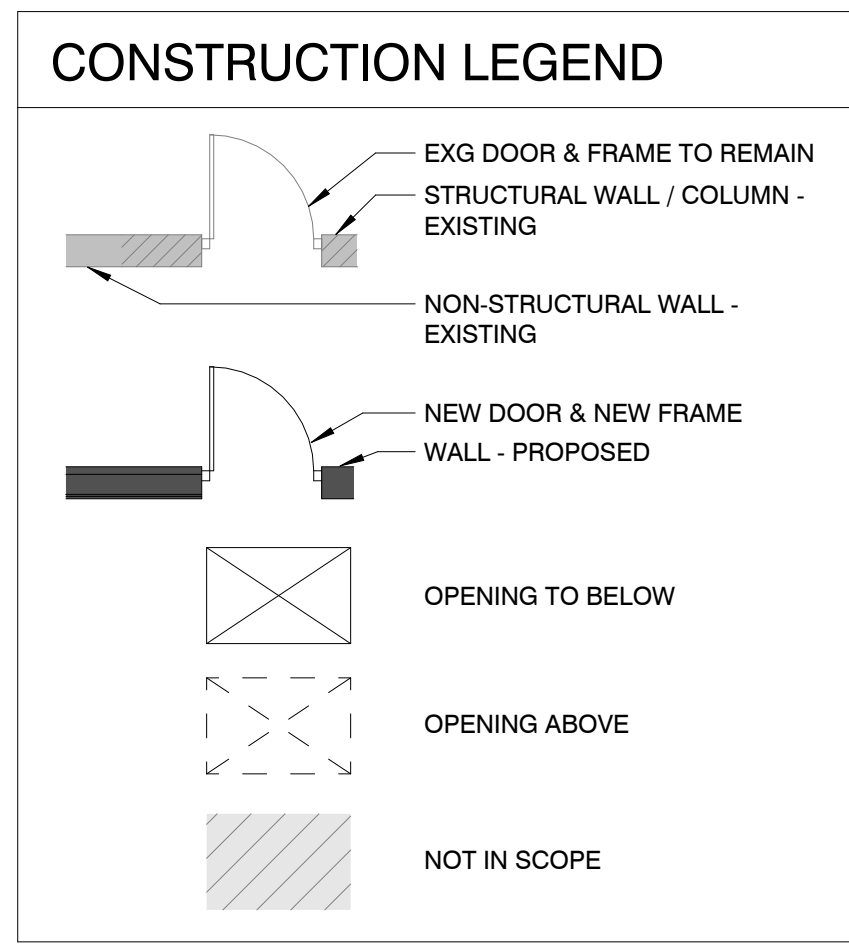 CONSTRUCTION LEGEND
EXG DOOR & FRAME TO REMAIN
STRUCTURAL WALL / COLUMN -
EXISTING
NON-STRUCTURAL WALL -
EXISTING
NEW DOOR & NEW FRAME
WALL - PROPOSED
OPENING TO BELOW
OPENING ABOVE
NOT IN SCOPE